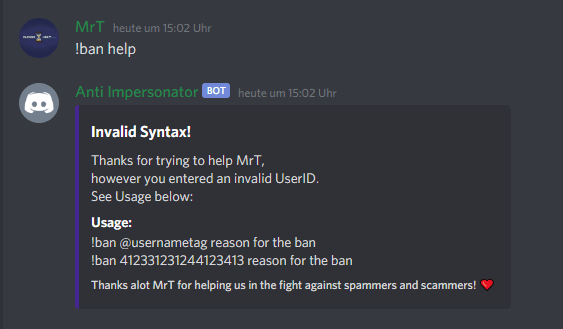 MrT heute um 15:02 Uhr
!ban help
Anti Impersonator BOT heute um 15:02 Uhr
Invalid Syntax!
Thanks for trying to help MrT,
however you entered an invalid UserID.
See Usage below:
Usage:
!ban @usernametag reason for the ban
!ban 412331231244123413 reason for the ban
Thanks alot MrT for helping us in the fight against spammers and scammers! ❤️